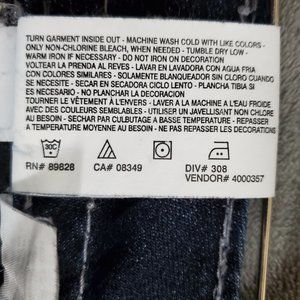 TURN GARMENT INSIDE OUT - MACHINE WASH COLD WITH LIKE COLORS -
ONLY NON-CHLORINE BLEACH, WHEN NEEDED - TUMBLE DRY LOW -
WARM IRON IF NECESSARY - DO NOT IRON ON DECORATION
VOLTEAR LA PRENDA AL REVES - LAVAR EN LAVADORA CON AGUA FRIA
CON COLORES SIMILARES - SOLAMENTE BLANQUEADOR SIN CLORO CUANDO
SE NECESITE - SECAR EN SECADORA CICLO LENTO - PLANCHA TIBIA SI
ES NECESARIO - NO PLANCHAR LA DECORACION
TOURNER LE VÊTEMENT À L'ENVERS - LAVER A LA MACHINE A L'EAU FROIDE
AVEC DES COULEURS SEMBLABLES - UTILISER UN JAVELLISANT NON CHLORE
AU BESOIN - SECHAR PAR CULBUTAGE A BASSE TEMPERATURE - REPASSER
A TEMPERATURE MOYENNE AU BESOIN - NE PAS REPASSER LA DECORATION
30C
RN# 89828 CA# 08349 DIV# 308
VENDOR# 4000357